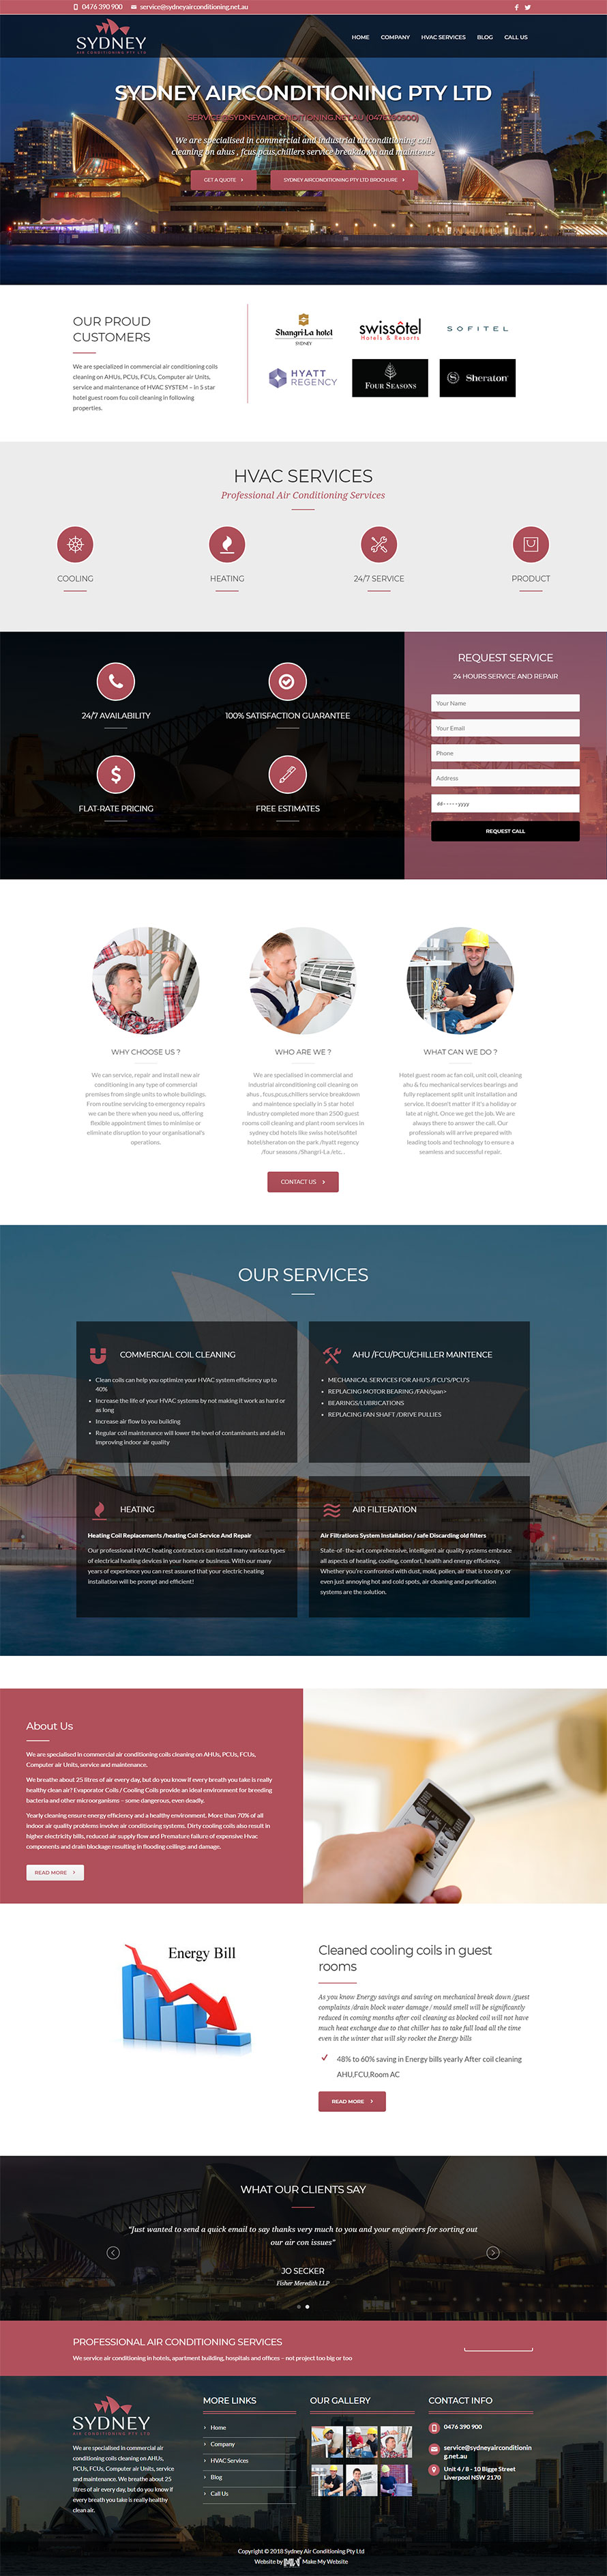 0476 390 900 service@sydneyairconditioning.net.au
SYDNEY
AIR CONDITIONING PTY LTD
HOME COMPANY HVAC SERVICES BLOG CALL US
SYDNEY AIRCONDITIONING PTY LTD
SERVICE@SYDNEYAIRCONDITIONING.NET.AU (0476390900)
We are specialised in commercial and industrial airconditioning coil
cleaning on ahus , fcus,pcus,chillers service breakdown and maintence
GET A QUOTE
SYDNEY AIRCONDITIONING PTY LTD BROCHURE
OUR PROUD
CUSTOMERS
We are specialized in commercial air conditioning coils
cleaning on AHUs, PCUs, FCUs, Computer air Units,
service and maintenance of HVAC SYSTEM – in 5 star
hotel guest room fcu coil cleaning in following
properties.
Shangri-La hotel
SYDNEY
swissôtel
Hotels & Resorts
SOFITEL
HYATT
REGENCY
FOUR SEASONS
Sheraton
HVAC SERVICES
Professional Air Conditioning Services
COOLING
HEATING
24/7 SERVICE
PRODUCT
24/7 AVAILABILITY
100% SATISFACTION GUARANTEE
FLAT-RATE PRICING
FREE ESTIMATES
REQUEST SERVICE
24 HOURS SERVICE AND REPAIR
Your Name
Your Email
Phone
Address
dd-----yyyy
REQUEST CALL
WHY CHOOSE US ?
We can service, repair and install new air
conditioning in any type of commercial
premises from single units to whole buildings.
From routine servicing to emergency repairs
we can be there when you need us, offering
flexible appointment times to minimise or
eliminate disruption to your organisational's
operations.
WHO ARE WE ?
We are specialised in commercial and
industrial airconditioning coil cleaning on
ahus , fcus,pcus,chillers service breakdown
and maintence specially in 5 star hotel
industry completed more than 2500 guest
rooms coil cleaning and plant room services in
sydney cbd hotels like swiss hotel/sofitel
hotel/sheraton on the park /hyatt regency
/four seasons /Shangri-La /etc. .
WHAT CAN WE DO ?
Hotel guest room ac fan coil, unit coil, cleaning
ahu & fcu mechanical services bearings and
fully replacement split unit installation and
service. It doesn't matter if it's a holiday or
late at night. Once we get the job. We are
always there to answer the call. Our
professionals will arrive prepared with
leading tools and technology to ensure a
seamless and successful repair.
CONTACT US
OUR SERVICES
COMMERCIAL COIL CLEANING
Clean coils can help you optimize your HVAC system efficiency up to
40%
Increase the life of your HVAC systems by not making it work as hard or
as long
Increase air flow to you building
Regular coil maintenance will lower the level of contaminants and aid in
improving indoor air quality
AHU /FCU/PCU/CHILLER MAINTENCE
MECHANICAL SERVICES FOR AHU'S /FCU'S/PCU'S
REPLACING MOTOR BEARING /FAN/span>
BEARINGS/LUBRICATIONS
REPLACING FAN SHAFT /DRIVE PULLIES
HEATING
Heating Coil Replacements /heating Coil Service And Repair
Our professional HVAC heating contractors can install many various types
of electrical heating devices in your home or business. With our many
years of experience you can rest assured that your electric heating
installation will be prompt and efficient!
AIR FILTERATION
Air Filtrations System Installation / safe Discarding old filters
State-of- the-art comprehensive, intelligent air quality systems embrace
all aspects of heating, cooling, comfort, health and energy efficiency.
Whether you're confronted with dust, mold, pollen, air that is too dry, or
even just annoying hot and cold spots, air cleaning and purification
systems are the solution.
About Us
We are specialised in commercial air conditioning coils cleaning on AHUs, PCUs, FCUs,
Computer air Units, service and maintenance.
We breathe about 25 litres of air every day, but do you know if every breath you take is really
healthy clean air? Evaporator Coils / Cooling Coils provide an ideal environment for breeding
bacteria and other microorganisms – some dangerous, even deadly.
Yearly cleaning ensure energy efficiency and a healthy environment. More than 70% of all
indoor air quality problems involve air conditioning systems. Dirty cooling coils also result in
higher electricity bills, reduced air supply flow and Premature failure of expensive Hvac
components and drain blockage resulting in flooding ceilings and damage.
READ MORE
Energy Bill
Cleaned cooling coils in guest
rooms
As you know Energy savings and saving on mechanical break down /guest
complaints /drain block water damage / mould smell will be significantly
reduced in coming months after coil cleaning as blocked coil will not have
much heat exchange due to that chiller has to take full load all the time
even in the winter that will sky rocket the Energy bills
48% to 60% saving in Energy bills yearly After coil cleaning
AHU,FCU,Room AC
READ MORE
WHAT OUR CLIENTS SAY
"Just wanted to send a quick email to say thanks very much to you and your engineers for sorting out
our air con issues"
JO SECKER
Fisher Meredith LLP
PROFESSIONAL AIR CONDITIONING SERVICES
We service air conditioning in hotels, apartment building, hospitals and offices – not project too big or too
SYDNEY
AIR CONDITIONING PTY LTD
We are specialised in commercial air
conditioning coils cleaning on AHUs,
PCUs, FCUs, Computer air Units, service
and maintenance. We breathe about 25
litres of air every day, but do you know if
every breath you take is really healthy
clean air.
MORE LINKS
Home
Company
HVAC Services
Blog
Call Us
OUR GALLERY
CONTACT INFO
0476 390 900
service@sydneyairconditionin
g.net.au
Unit 4 / 8 - 10 Bigge Street
Liverpool NSW 2170
Copyright © 2018 Sydney Air Conditioning Pty Ltd
Website by MMW Make My Website